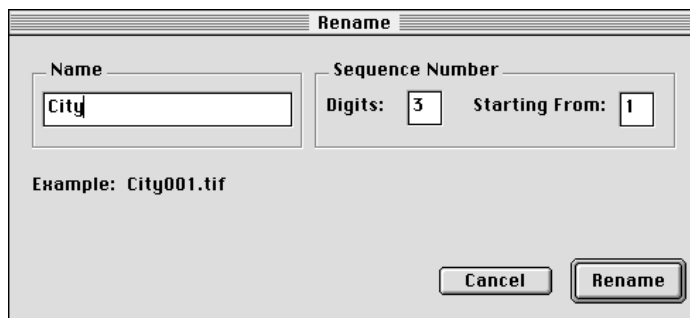 Rename
Name
City
Sequence Number
Digits: 3 Starting From: 1
Example: City001.tif
Cancel Rename